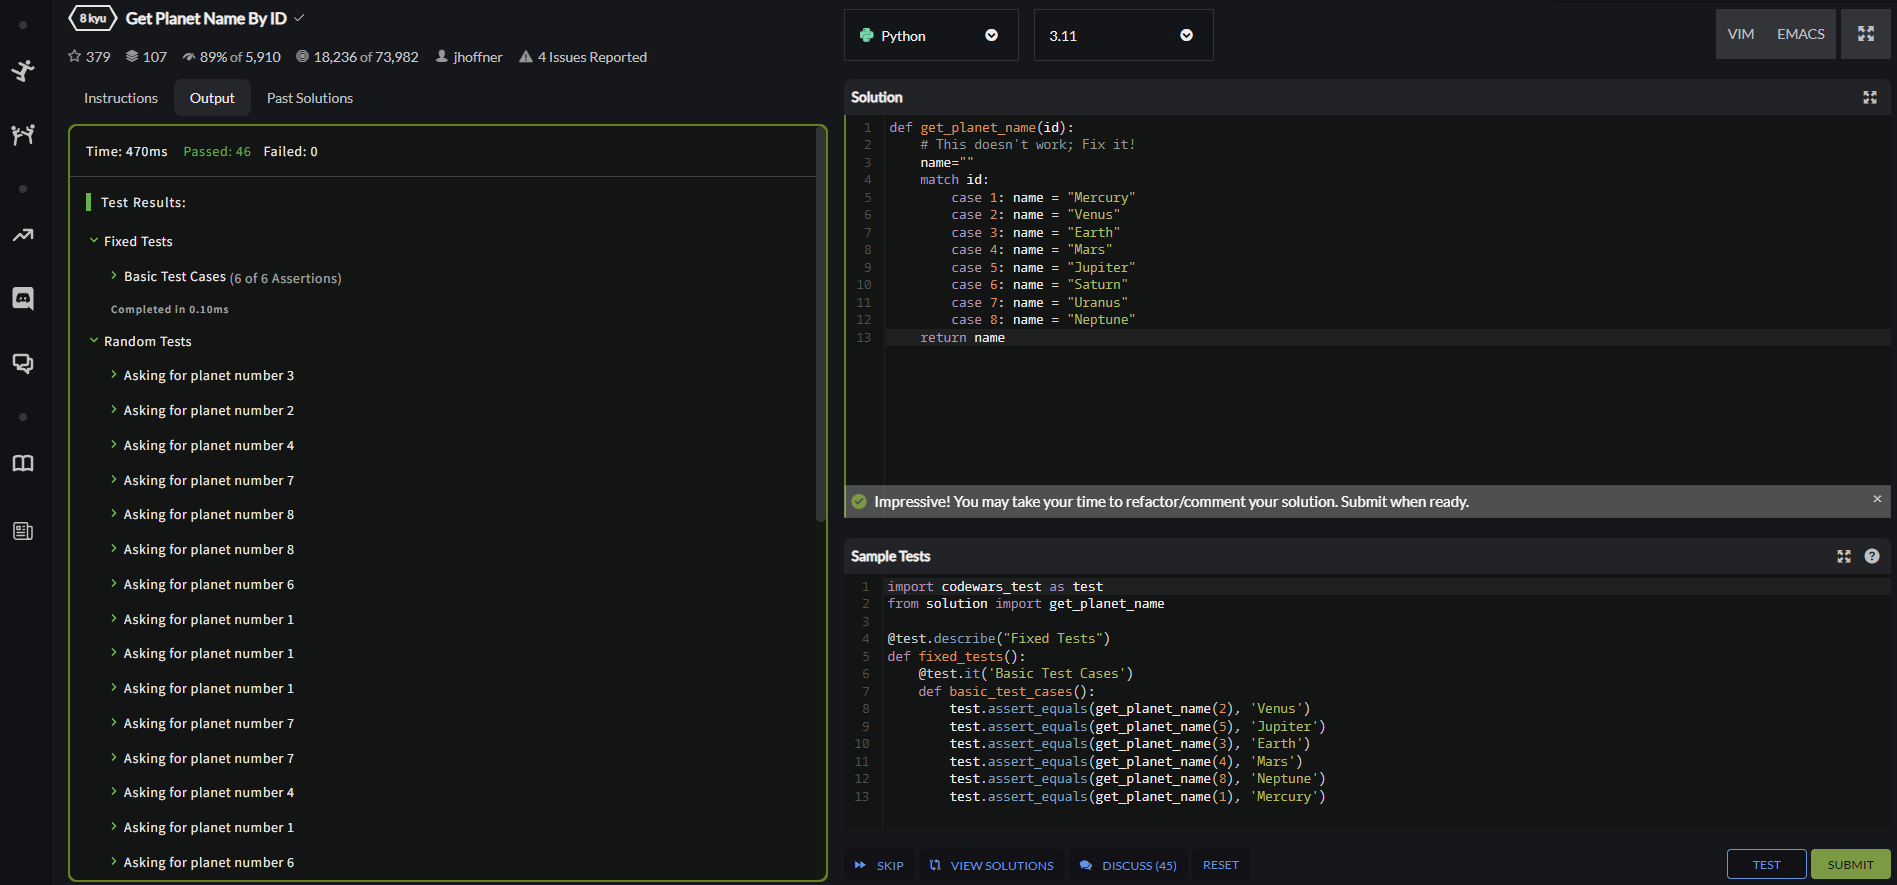 8 kyu Get Planet Name By ID
379 107 89% of 5,910 18,236 of 73,982 jhoffner 4 Issues Reported
Instructions Output Past Solutions
Time: 470ms Passed: 46 Failed: 0
Test Results:
Fixed Tests
Basic Test Cases (6 of 6 Assertions)
Completed in 0.10ms
Random Tests
Asking for planet number 3
Asking for planet number 2
Asking for planet number 4
Asking for planet number 7
Asking for planet number 8
Asking for planet number 8
Asking for planet number 6
Asking for planet number 1
Asking for planet number 1
Asking for planet number 1
Asking for planet number 7
Asking for planet number 7
Asking for planet number 4
Asking for planet number 1
Asking for planet number 6
Python 3.11 VIM EMACS
Solution
1 def get_planet_name(id):
2     # This doesn't work; Fix it!
3     name=""
4     match id:
5         case 1: name = "Mercury"
6         case 2: name = "Venus"
7         case 3: name = "Earth"
8         case 4: name = "Mars"
9         case 5: name = "Jupiter"
10         case 6: name = "Saturn"
11         case 7: name = "Uranus"
12         case 8: name = "Neptune"
13     return name
Impressive! You may take your time to refactor/comment your solution. Submit when ready. ×
Sample Tests ?
1 import codewars_test as test
2 from solution import get_planet_name
3
4 @test.describe("Fixed Tests")
5 def fixed_tests():
6     @test.it('Basic Test Cases')
7     def basic_test_cases():
8         test.assert_equals(get_planet_name(2), 'Venus')
9         test.assert_equals(get_planet_name(5), 'Jupiter')
10         test.assert_equals(get_planet_name(3), 'Earth')
11         test.assert_equals(get_planet_name(4), 'Mars')
12         test.assert_equals(get_planet_name(8), 'Neptune')
13         test.assert_equals(get_planet_name(1), 'Mercury')
SKIP VIEW SOLUTIONS DISCUSS (45) RESET TEST SUBMIT